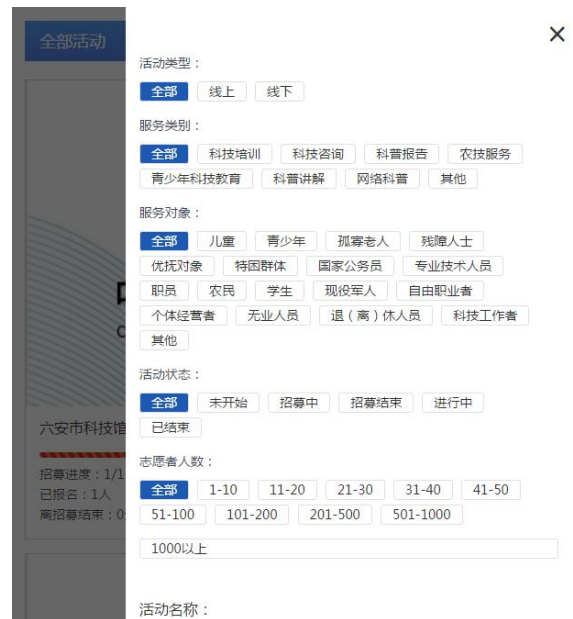 全部活动
活动类型：
全部 线上 线下
服务类别：
全部 科技培训 科技咨询 科普报告 农技服务
青少年科技教育 科普讲解 网络科普 其他
服务对象：
全部 儿童 青少年 孤寡老人 残障人士
优抚对象 特困群体 国家公务员 专业技术人员
职员 农民 学生 现役军人 自由职业者
个体经营者 无业人员 退（离）休人员 科技工作者
其他
活动状态：
全部 未开始 招募中 招募结束 进行中
已结束
志愿者人数：
全部 1-10 11-20 21-30 31-40 41-50
51-100 101-200 201-500 501-1000
1000以上
活动名称：
六安市科技馆
招募进度：1/1
已报名：1人
离招募结束：0